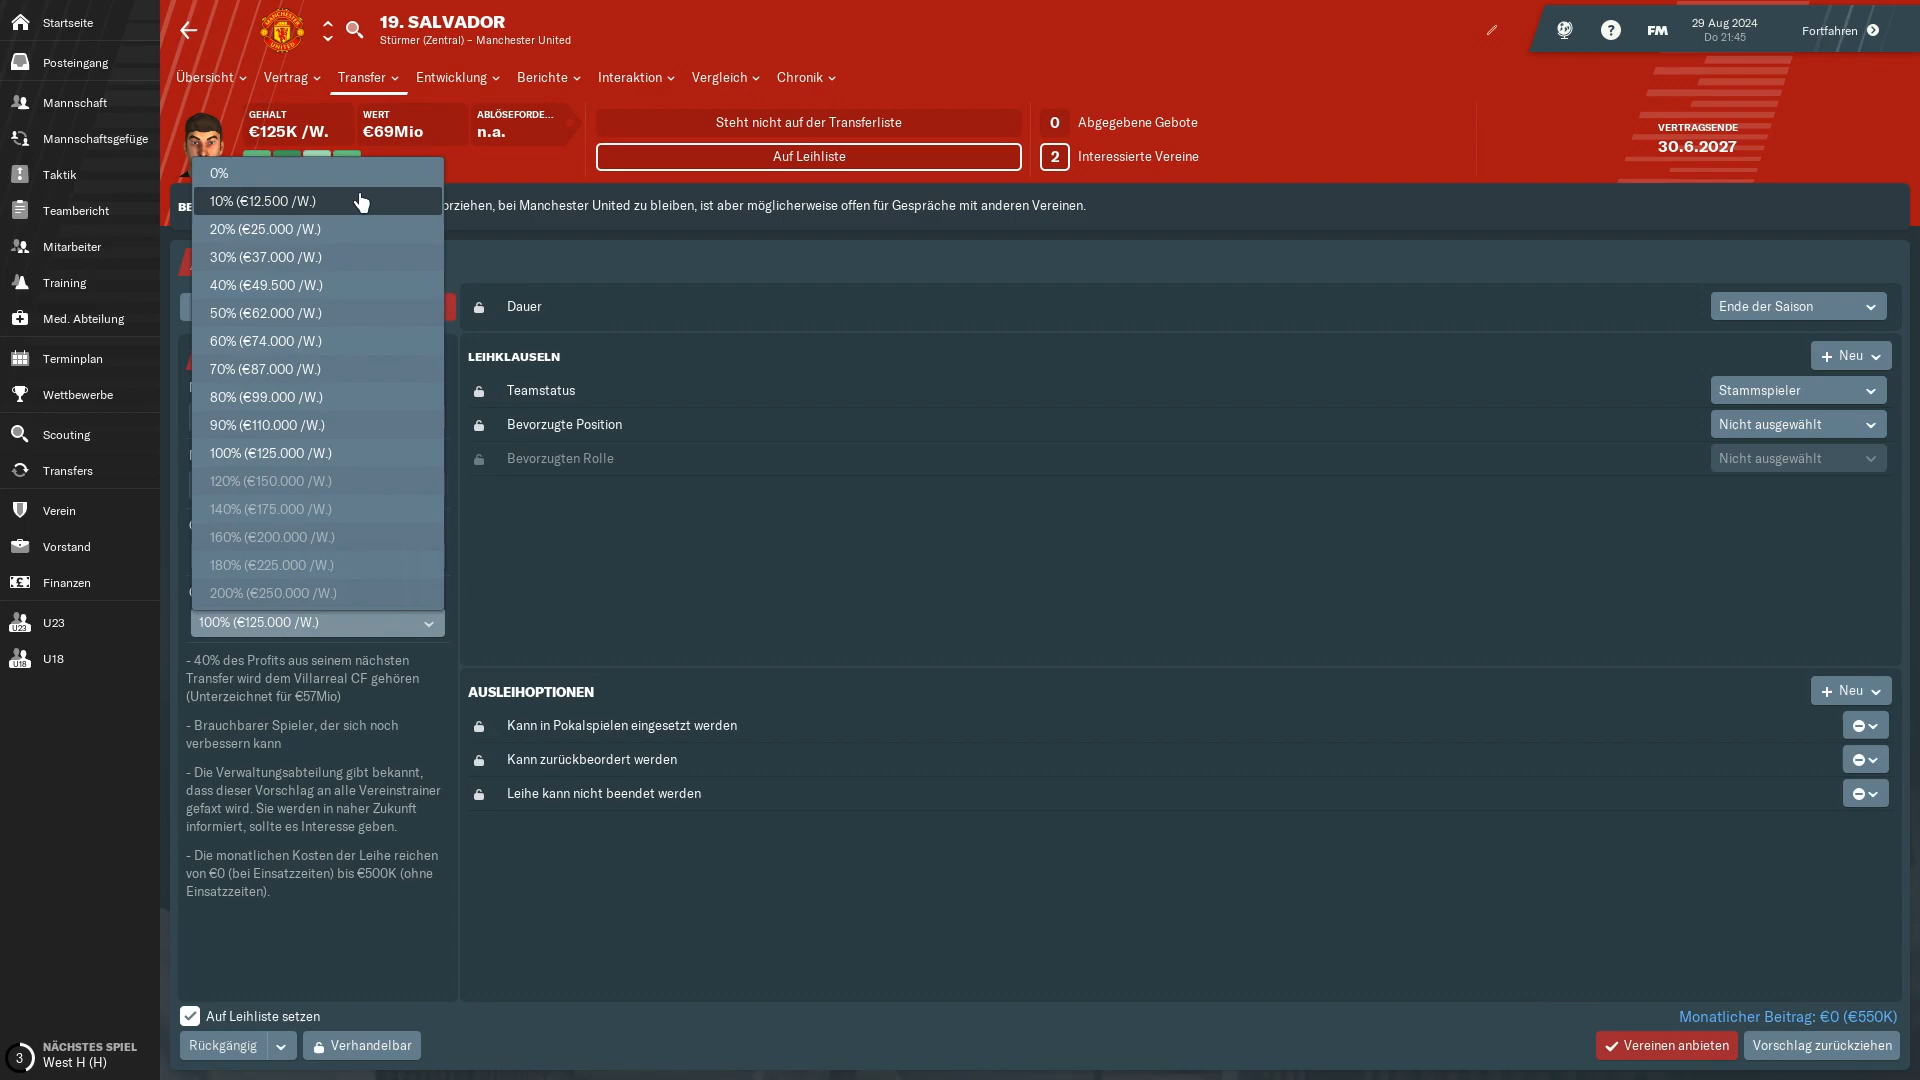 Startseite
Posteingang
Mannschaft
Mannschaftsgefüge
Taktik
Teambericht
Mitarbeiter
Training
Med. Abteilung
Terminplan
Wettbewerbe
Scouting
Transfers
Verein
Vorstand
Finanzen
U23
U23
U18
U18
3
NÄCHSTES SPIEL
West H (H)
19. SALVADOR
Stürmer (Zentral) – Manchester United
FM
29 Aug 2024
Do 21:45
Fortfahren
Übersicht
Vertrag
Transfer
Entwicklung
Berichte
Interaktion
Vergleich
Chronik
GEHALT
€125K /W.
WERT
€69Mio
ABLÖSEFORDE...
n.a.
Steht nicht auf der Transferliste
Auf Leihliste
0 Abgegebene Gebote
2 Interessierte Vereine
VERTRAGSENDE
30.6.2027
bei Manchester United zu bleiben, ist aber möglicherweise offen für Gespräche mit anderen Vereinen.
0%
10% (€12.500 /W.)
20% (€25.000 /W.)
30% (€37.000 /W.)
40% (€49.500 /W.)
50% (€62.000 /W.)
60% (€74.000 /W.)
70% (€87.000 /W.)
80% (€99.000 /W.)
90% (€110.000 /W.)
100% (€125.000 /W.)
120% (€150.000 /W.)
140% (€175.000 /W.)
160% (€200.000 /W.)
180% (€225.000 /W.)
200% (€250.000 /W.)
100% (€125.000 /W.)
- 40% des Profits aus seinem nächsten
Transfer wird dem Villarreal CF gehören
(Unterzeichnet für €57Mio)
- Brauchbarer Spieler, der sich noch
verbessern kann
- Die Verwaltungsabteilung gibt bekannt,
dass dieser Vorschlag an alle Vereinstrainer
gefaxt wird. Sie werden in naher Zukunft
informiert, sollte es Interesse geben.
- Die monatlichen Kosten der Leihe reichen
von €0 (bei Einsatzzeiten) bis €500K (ohne
Einsatzzeiten).
Dauer
Ende der Saison
LEIHKLAUSELN
Neu
Teamstatus
Stammspieler
Bevorzugte Position
Nicht ausgewählt
Bevorzugten Rolle
Nicht ausgewählt
AUSLEIHOPTIONEN
Neu
Kann in Pokalspielen eingesetzt werden
Kann zurückbeordert werden
Leihe kann nicht beendet werden
Auf Leihliste setzen
Monatlicher Beitrag: €0 (€550K)
Rückgängig
Verhandelbar
Vereinen anbieten
Vorschlag zurückziehen